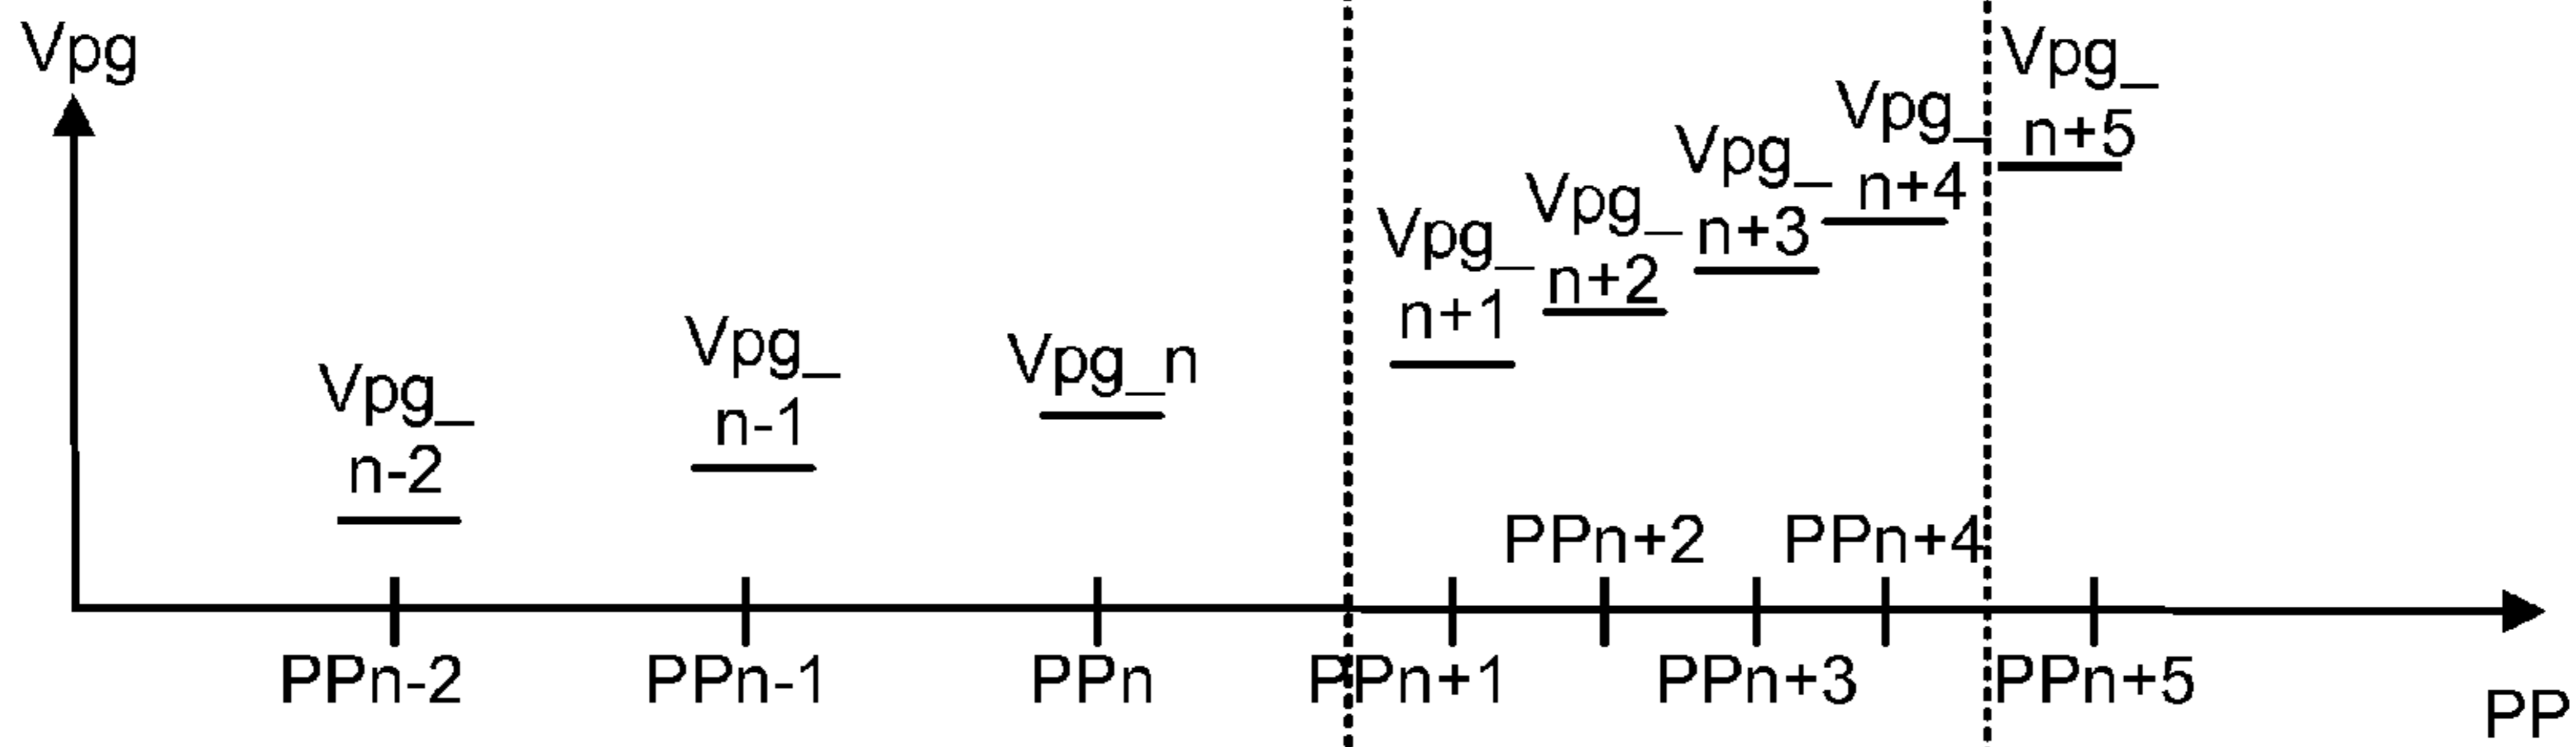 Vpg
Vpg_
n-2
Vpg_
n-1
Vpg_n
Vpg_
n+1
Vpg_
n+2
Vpg_
n+3
Vpg_
n+4
Vpg_
n+5
PPn-2
PPn-1
PPn
PPn+1
PPn+2
PPn+3
PPn+4
PPn+5
PP